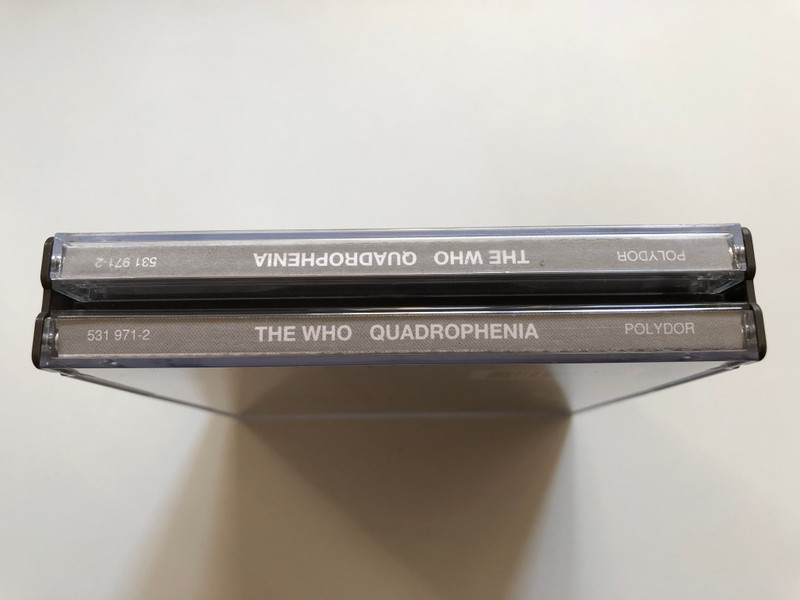 POLYDOR THE WHO QUADROPHENIA 531 971-2
531 971-2 THE WHO QUADROPHENIA POLYDOR